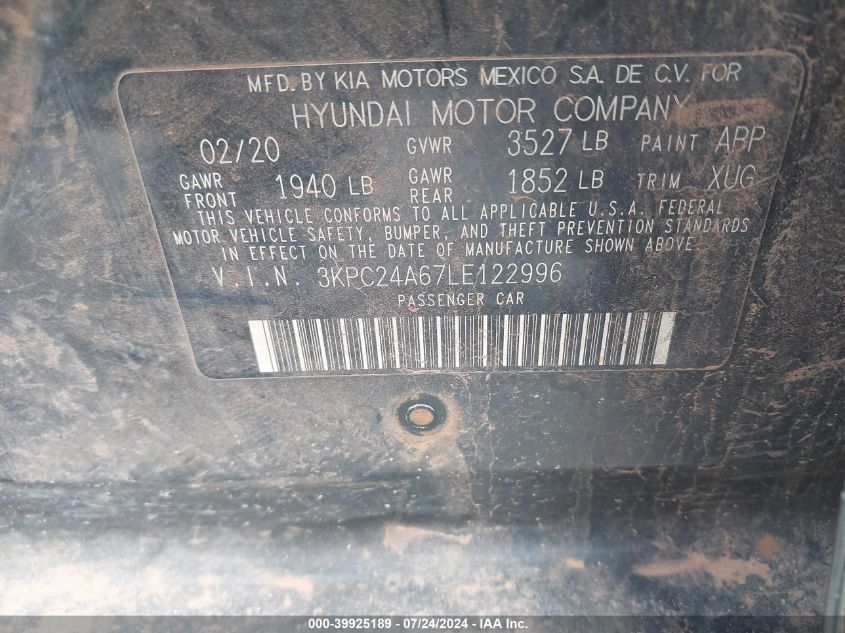 MFD. BY KIA MOTORS MEXICO S.A. DE C.V. FOR
HYUNDAI MOTOR COMPANY
02/20 GVWR 3527 LB PAINT ABP
GAWR FRONT 1940 LB GAWR REAR 1852 LB TRIM XUG
THIS VEHICLE CONFORMS TO ALL APPLICABLE U.S.A. FEDERAL
MOTOR VEHICLE SAFETY, BUMPER, AND THEFT PREVENTION STANDARDS
IN EFFECT ON THE DATE OF MANUFACTURE SHOWN ABOVE.
V.I.N. 3KPC24A67LE122996
PASSENGER CAR
000-39925189 - 07/24/2024 - IAA, Inc.